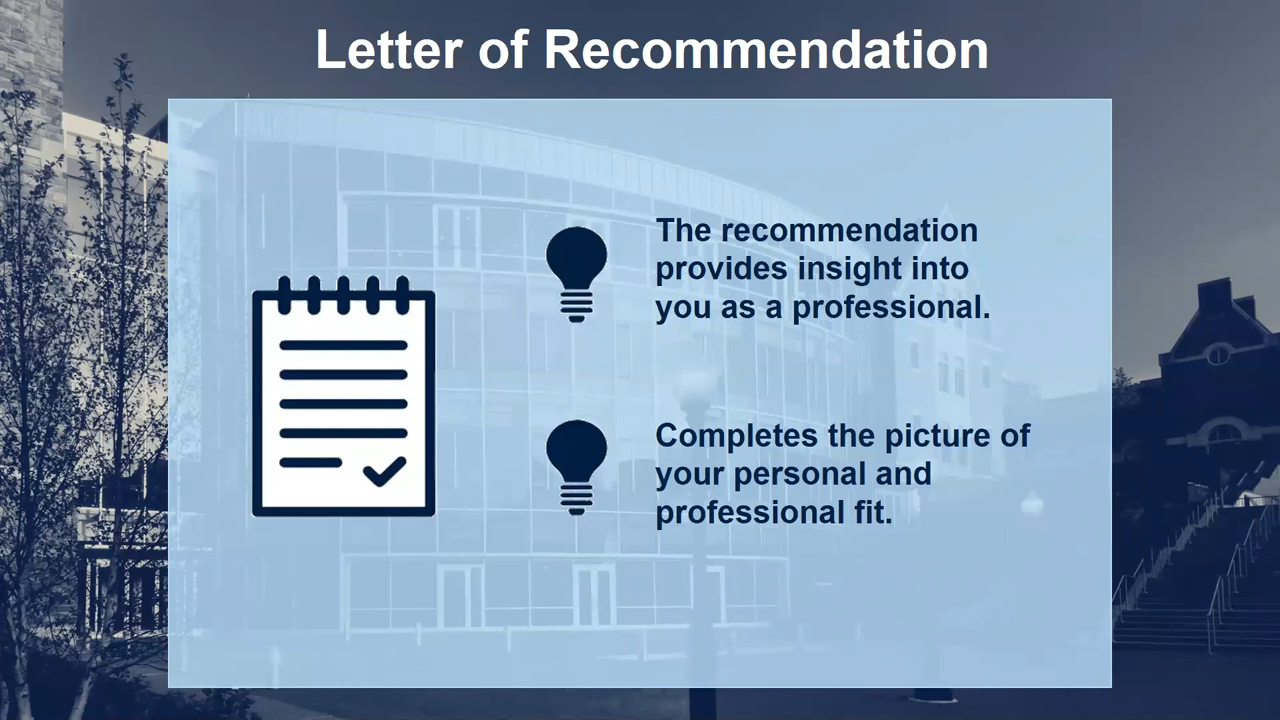 Letter of Recommendation
The recommendation
provides insight into
you as a professional.
Completes the picture of
your personal and
professional fit.